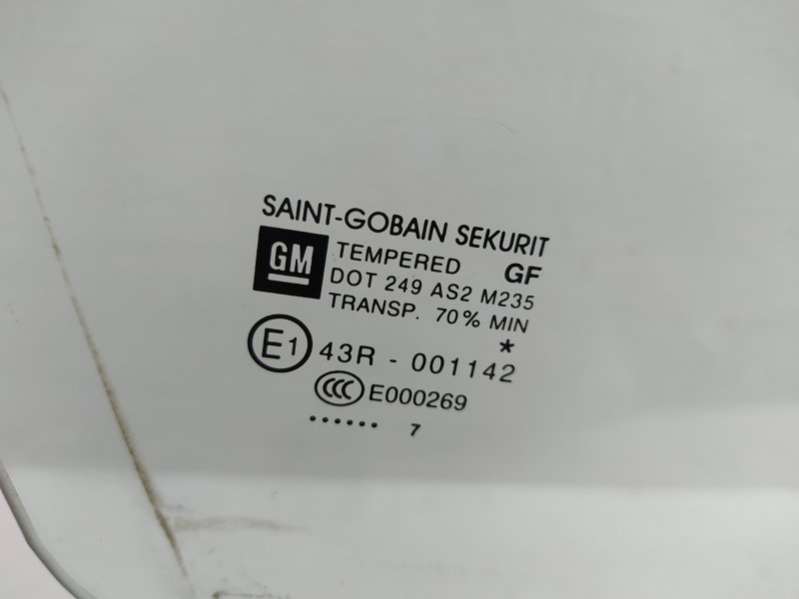 SAINT-GOBAIN SEKURIT
GM TEMPERED GF
DOT 249 AS2 M235
TRANSP. 70% MIN
*
E1 43R - 001142
CCC E000269
...... 7